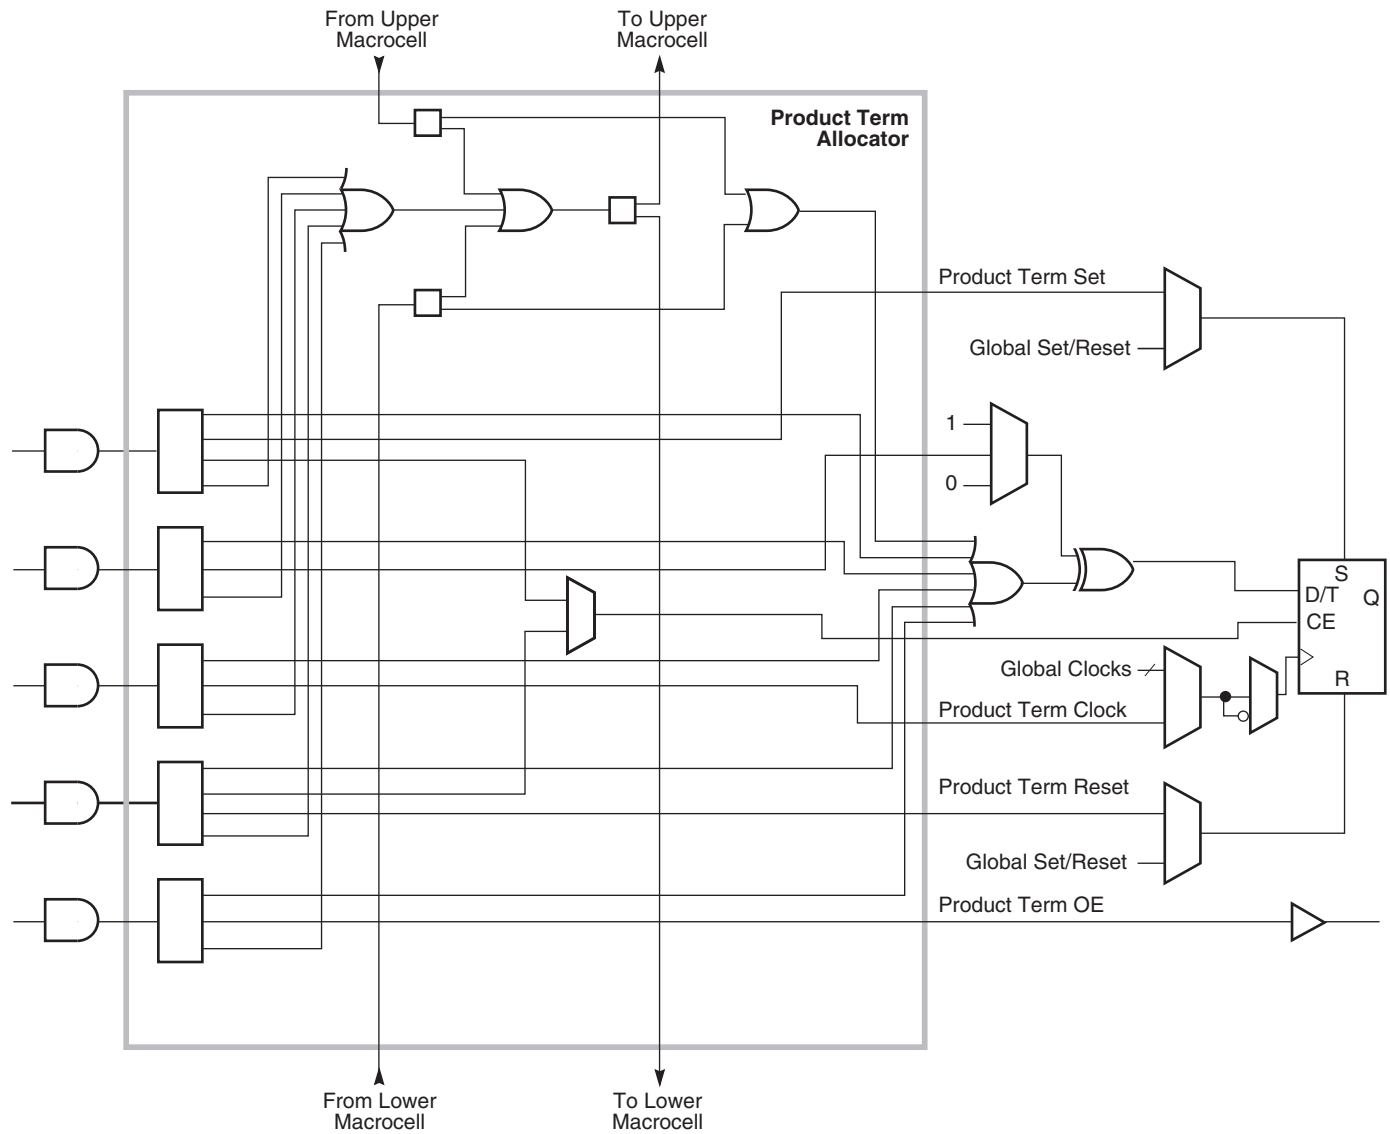 From Upper
Macrocell
To Upper
Macrocell
Product Term
Allocator
Product Term Set
Global Set/Reset
1
0
S
D/T
Q
CE
R
Global Clocks
Product Term Clock
Product Term Reset
Global Set/Reset
Product Term OE
From Lower
Macrocell
To Lower
Macrocell